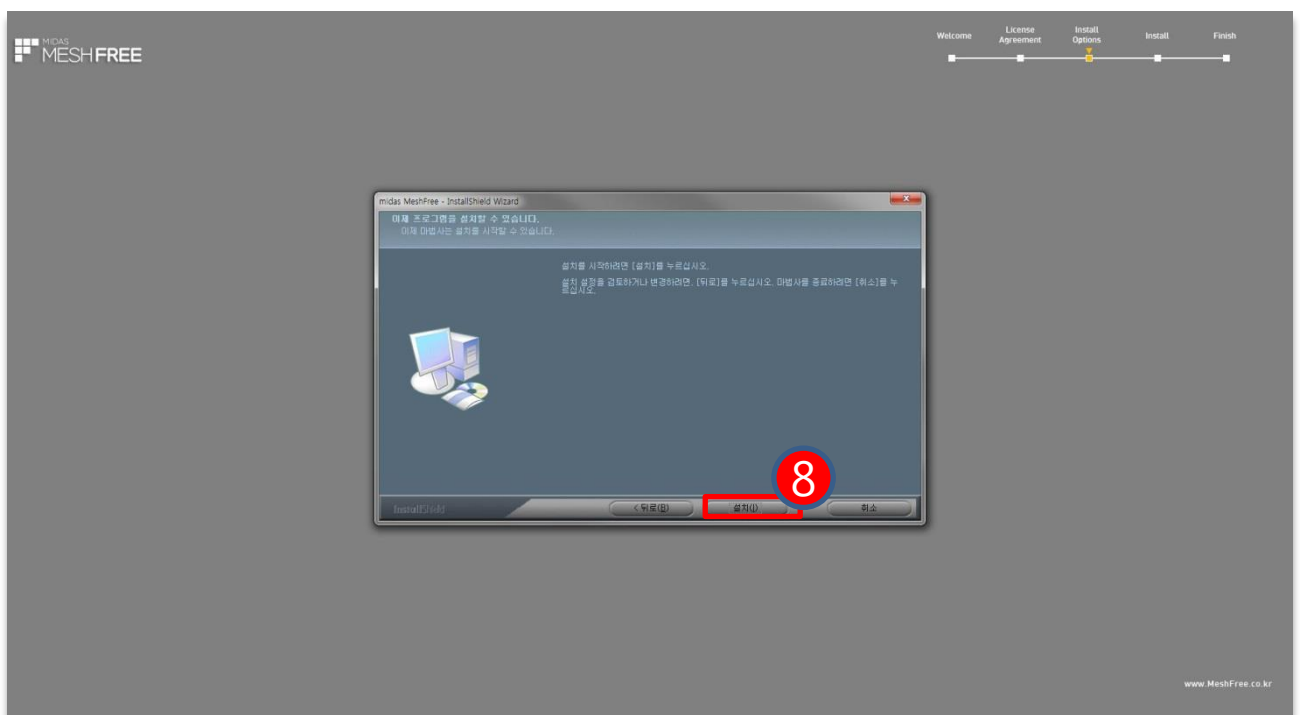 MIDAS
MESHFREE
Welcome
License
Agreement
Install
Options
Install
Finish
midas MeshFree - InstallShield Wizard
이제 프로그램을 설치할 수 있습니다.
이제 마법사는 설치를 시작할 수 있습니다.
설치를 시작하려면 [설치]를 누르십시오.
설치 설정을 검토하거나 변경하려면, [뒤로]를 누르십시오. 마법사를 종료하려면 [취소]를 누
르십시오.
8
InstallShield
< 뒤로(B)
설치(I)
취소
www.MeshFree.co.kr